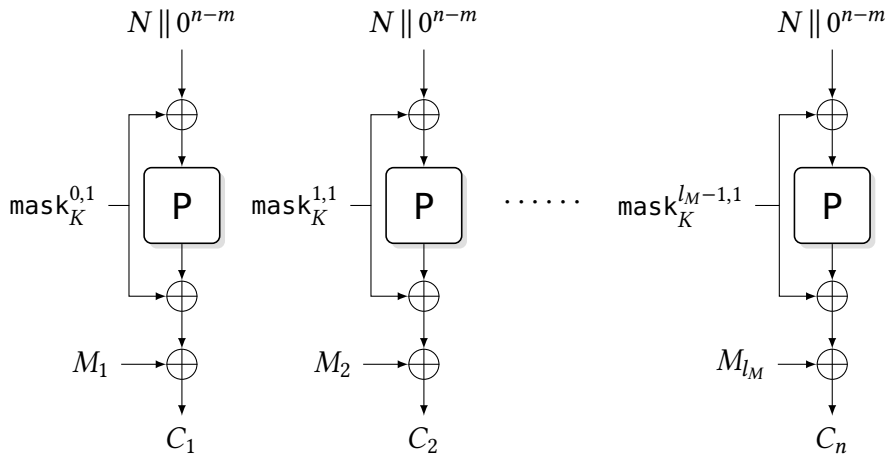 N ∥ 0^{n−m} N ∥ 0^{n−m} N ∥ 0^{n−m}
mask_K^{0,1} P mask_K^{1,1} P ······ mask_K^{l_M−1,1} P
M_1 M_2 M_{l_M}
C_1 C_2 C_n